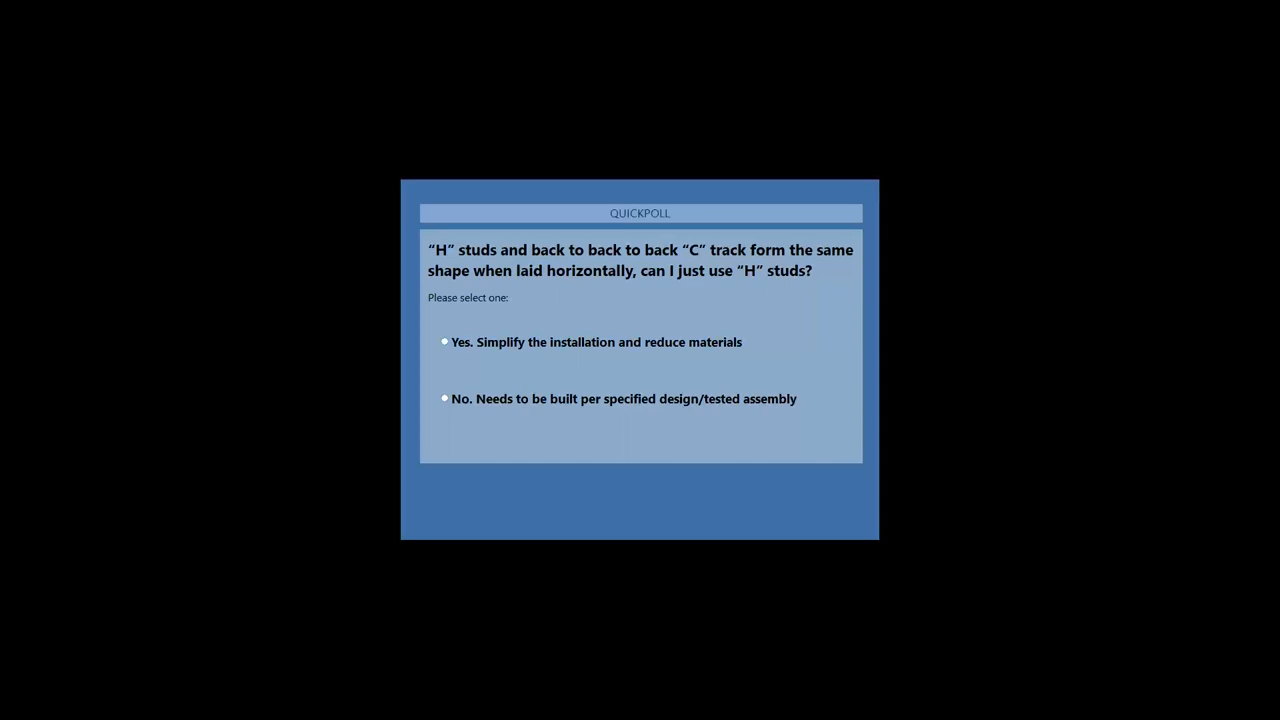 QUICKPOLL
“H” studs and back to back to back “C” track form the same
shape when laid horizontally, can I just use “H” studs?
Please select one:
Yes. Simplify the installation and reduce materials
No. Needs to be built per specified design/tested assembly